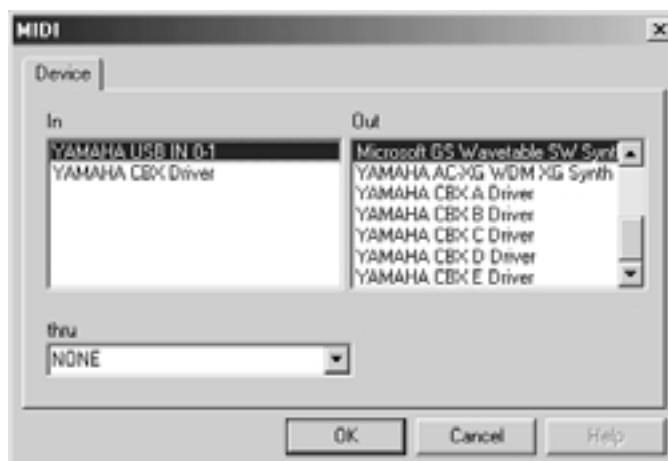 MIDI
Device
In
YAMAHA USB IN 0-1
YAMAHA CBX Driver
Out
Microsoft GS Wavetable SW Synt
YAMAHA AC-XG WDM XG Synth
YAMAHA CBX A Driver
YAMAHA CBX B Driver
YAMAHA CBX C Driver
YAMAHA CBX D Driver
YAMAHA CBX E Driver
thru
NONE
OK
Cancel
Help